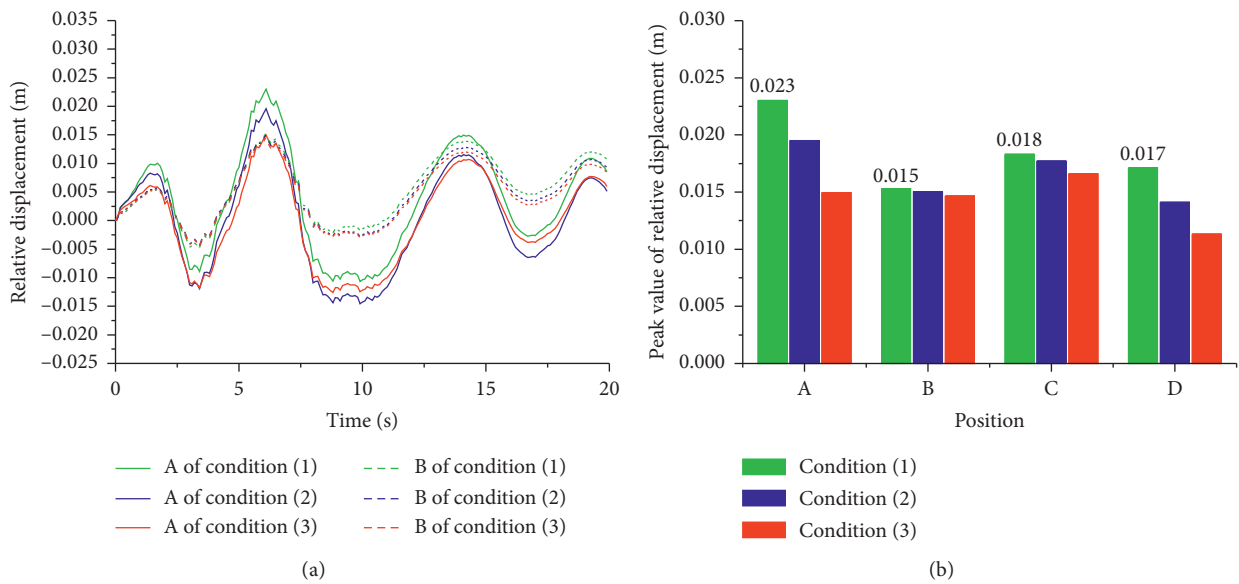 Relative displacement (m)
0.035
0.030
0.025
0.020
0.015
0.010
0.005
0.000
−0.005
−0.010
−0.015
−0.020
−0.025
0 5 10 15 20
Time (s)
A of condition (1)
A of condition (2)
A of condition (3)
B of condition (1)
B of condition (2)
B of condition (3)
(a)
Peak value of relative displacement (m)
0.030
0.025
0.020
0.015
0.010
0.005
0.000
0.023
0.015
0.018
0.017
A B C D
Position
Condition (1)
Condition (2)
Condition (3)
(b)